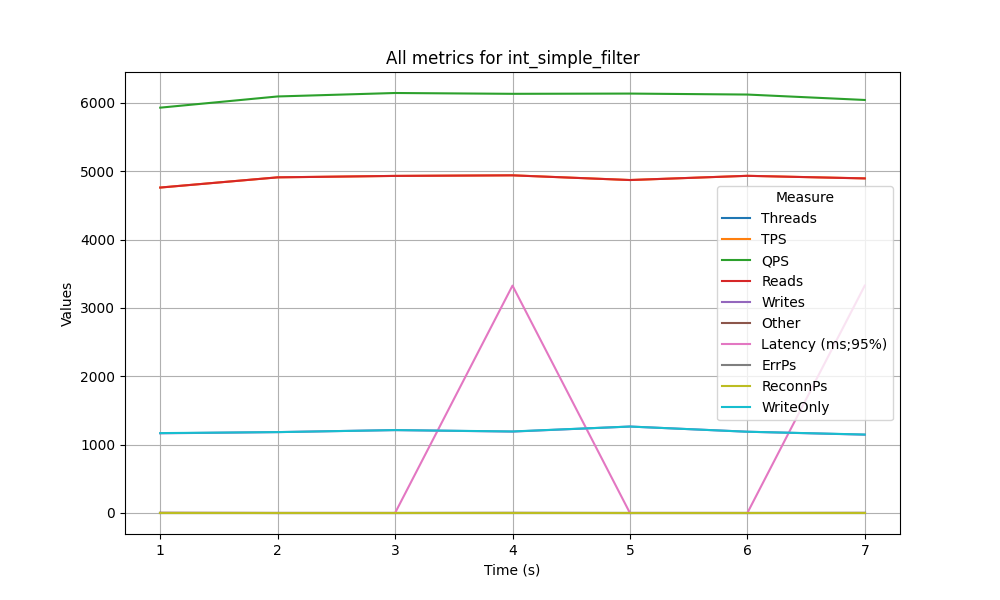 All metrics for int_simple_filter
Values
6000
5000
4000
3000
2000
1000
0
Measure
Threads
TPS
QPS
Reads
Writes
Other
Latency (ms;95%)
ErrPs
ReconnPs
WriteOnly
1 2 3 4 5 6 7
Time (s)